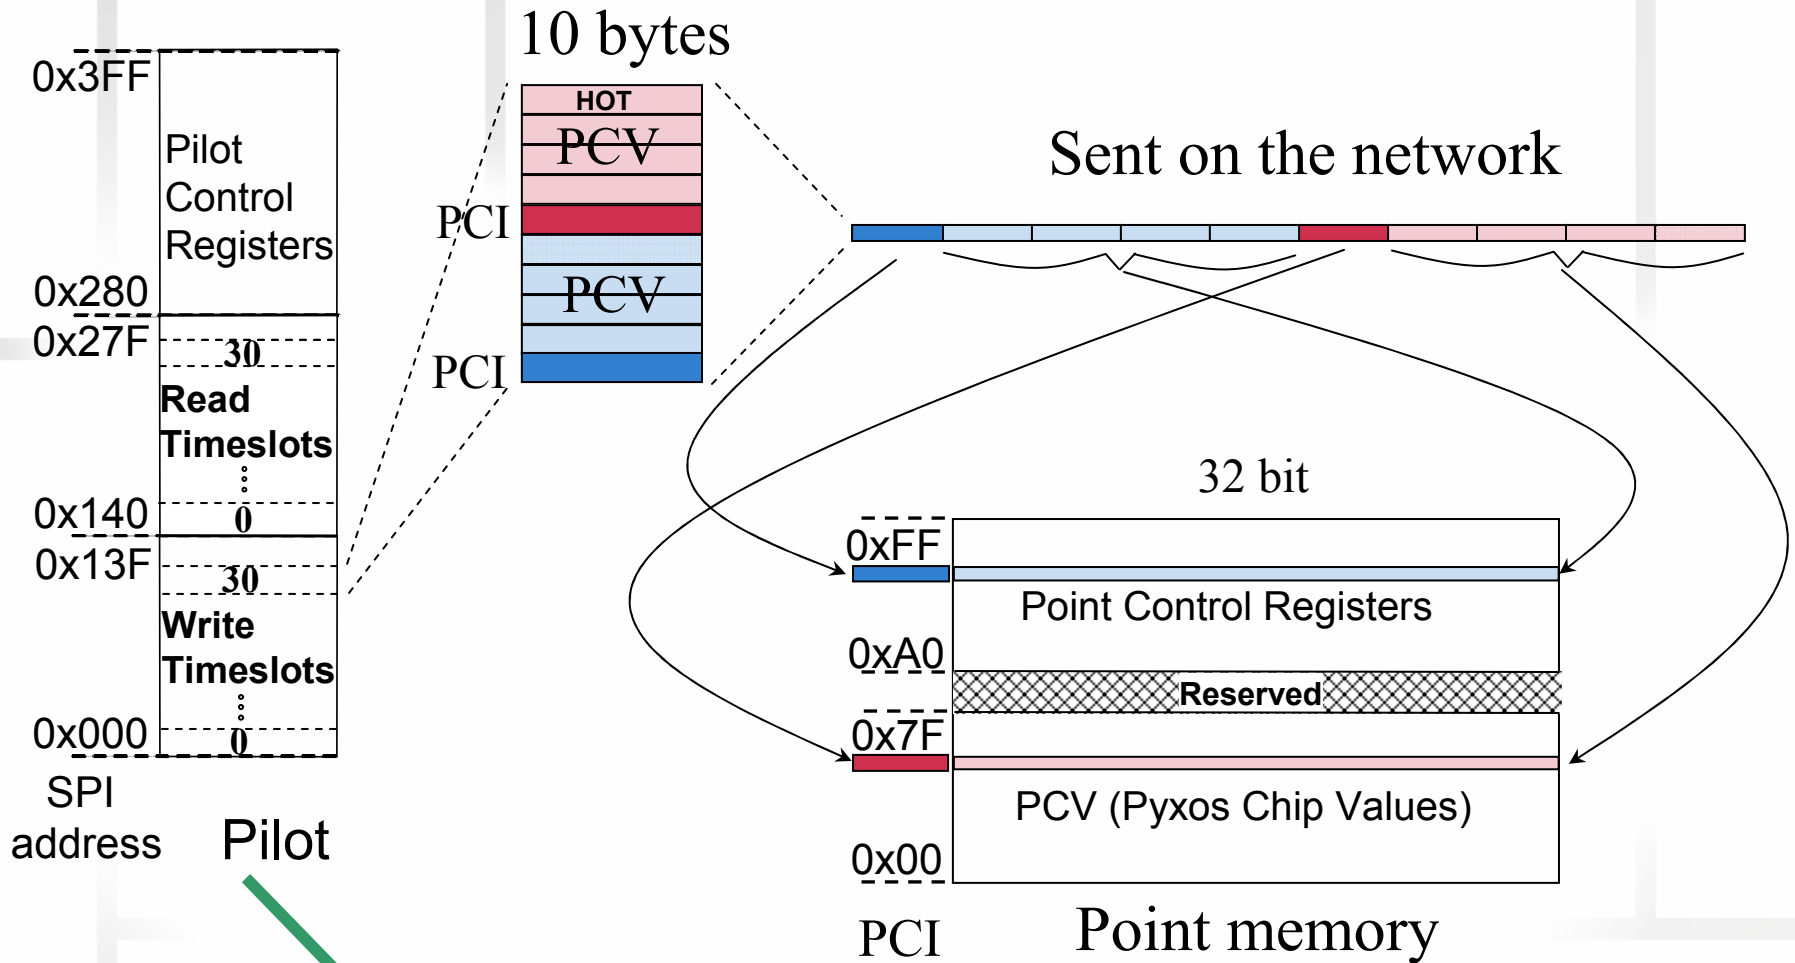 10 bytes
0x3FF
HOT
Pilot
Control
Registers
PCV
Sent on the network
PCI
0x280
PCV
0x27F
30
PCI
Read
Timeslots
32 bit
0x140
0
0xFF
0x13F
30
Point Control Registers
Write
Timeslots
0xA0
Reserved
0x000
0
0x7F
SPI
address
Pilot
PCV (Pyxos Chip Values)
0x00
PCI
Point memory